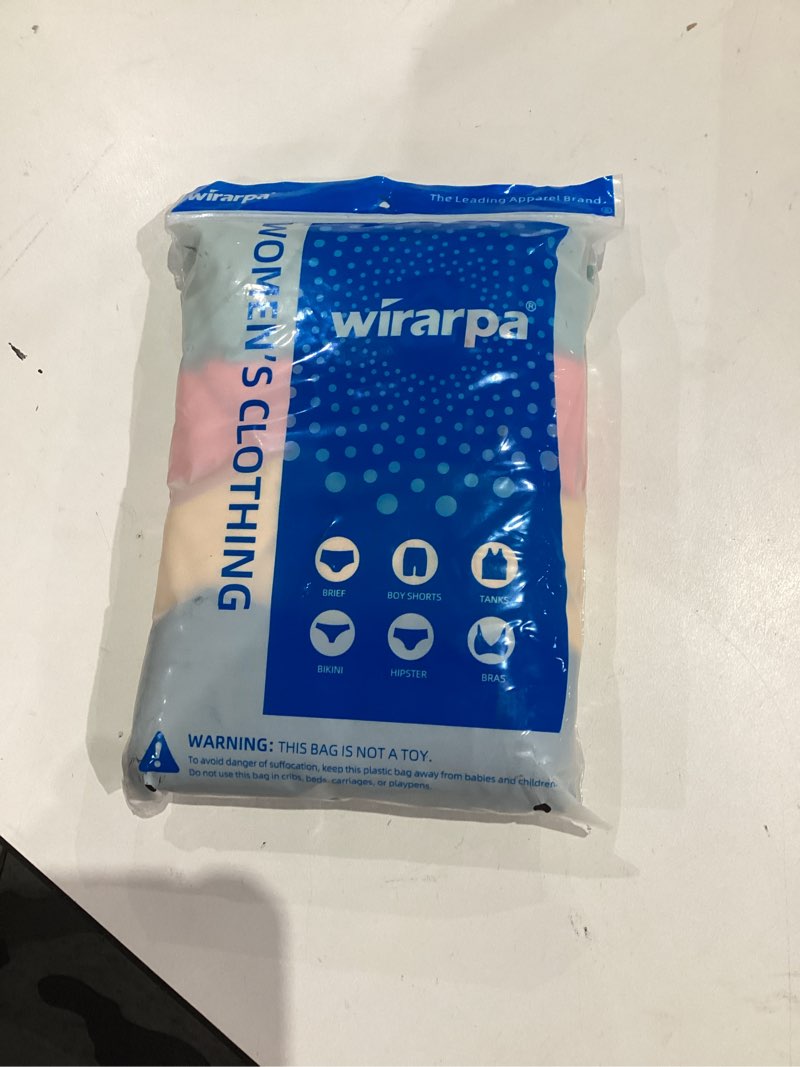 wirarpa
The Leading Apparel Brand.
WOMEN'S CLOTHING
wirarpa®
BRIEF
BOY SHORTS
TANKS
BIKINI
HIPSTER
BRAS
WARNING: THIS BAG IS NOT A TOY.
To avoid danger of suffocation, keep this plastic bag away from babies and children.
Do not use this bag in cribs, beds, carriages, or playpens.